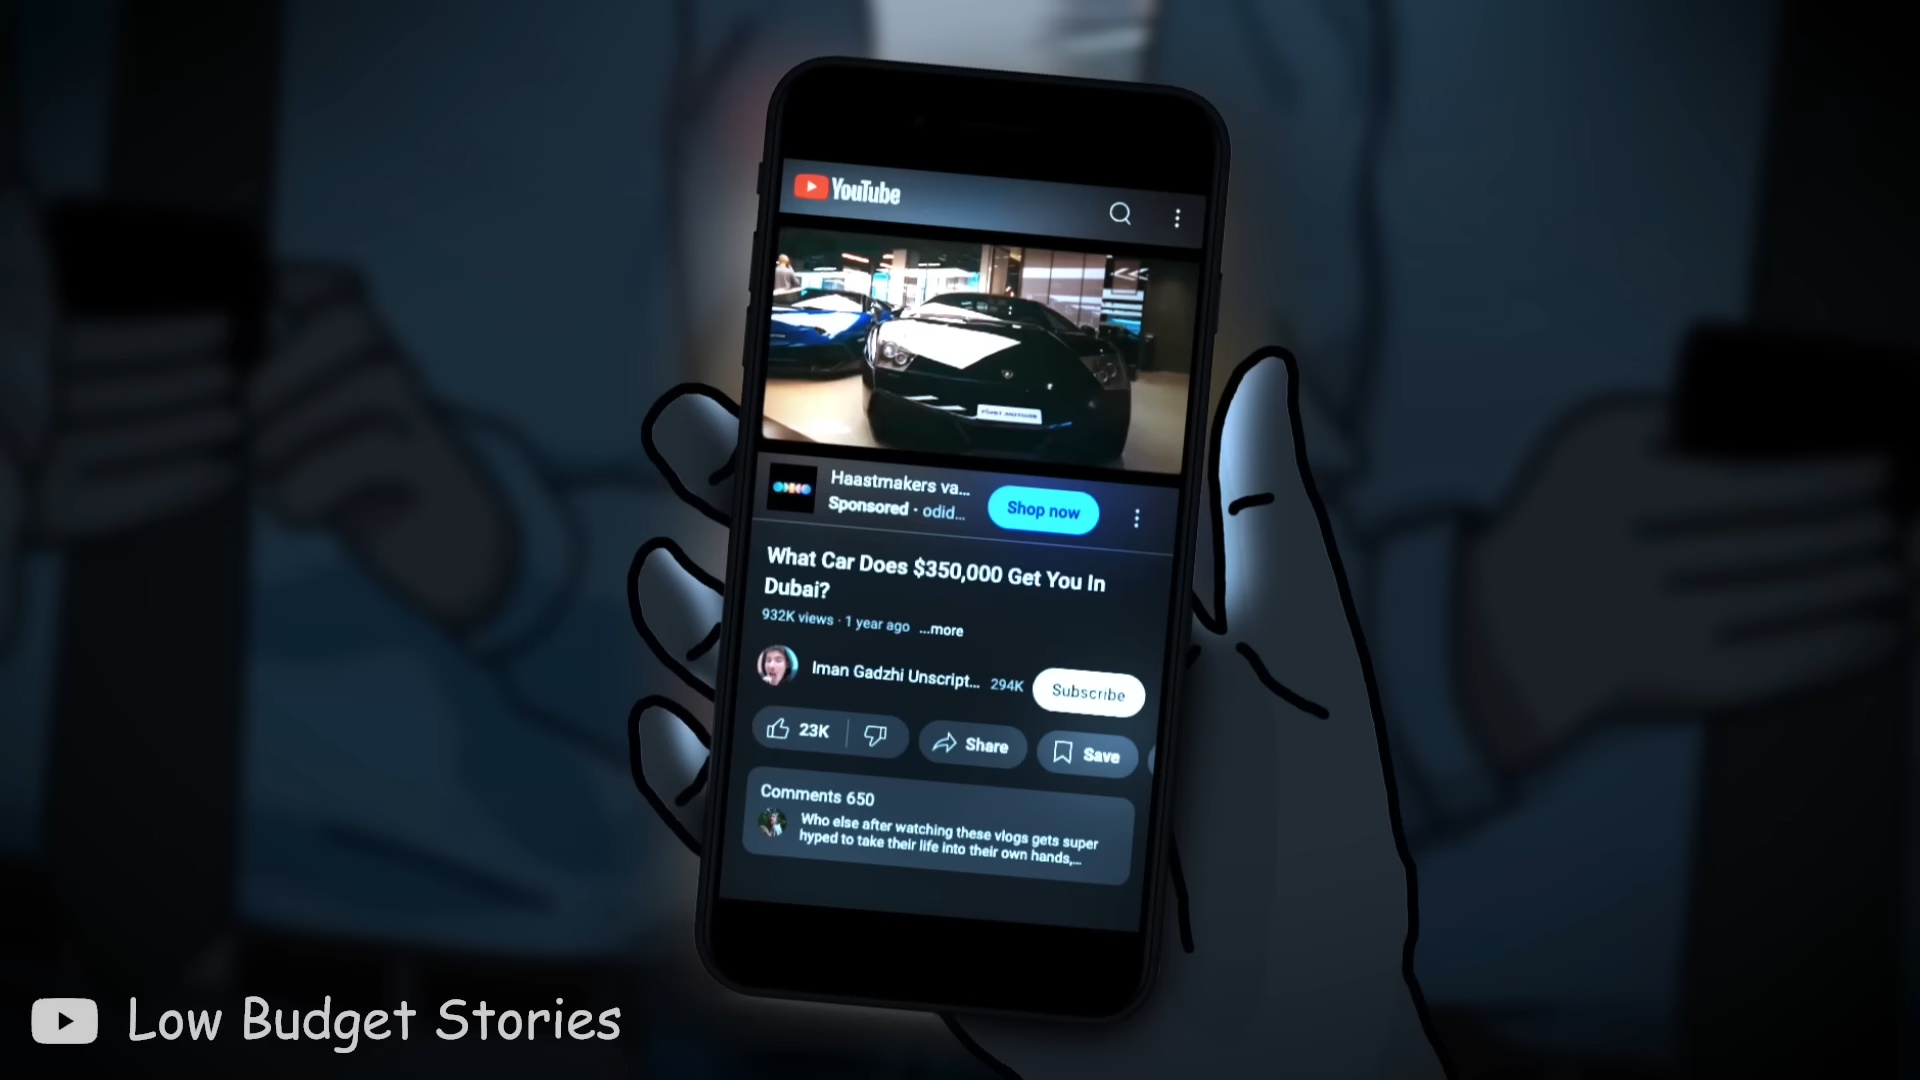 YouTube
Haastmakers va...
Sponsored · odid...
Shop now
What Car Does $350,000 Get You In
Dubai?
932K views · 1 year ago ...more
Iman Gadzhi Unscript... 294K
Subscribe
23K
Share
Save
Comments 650
Who else after watching these vlogs gets super
hyped to take their life into their own hands,...
Low Budget Stories